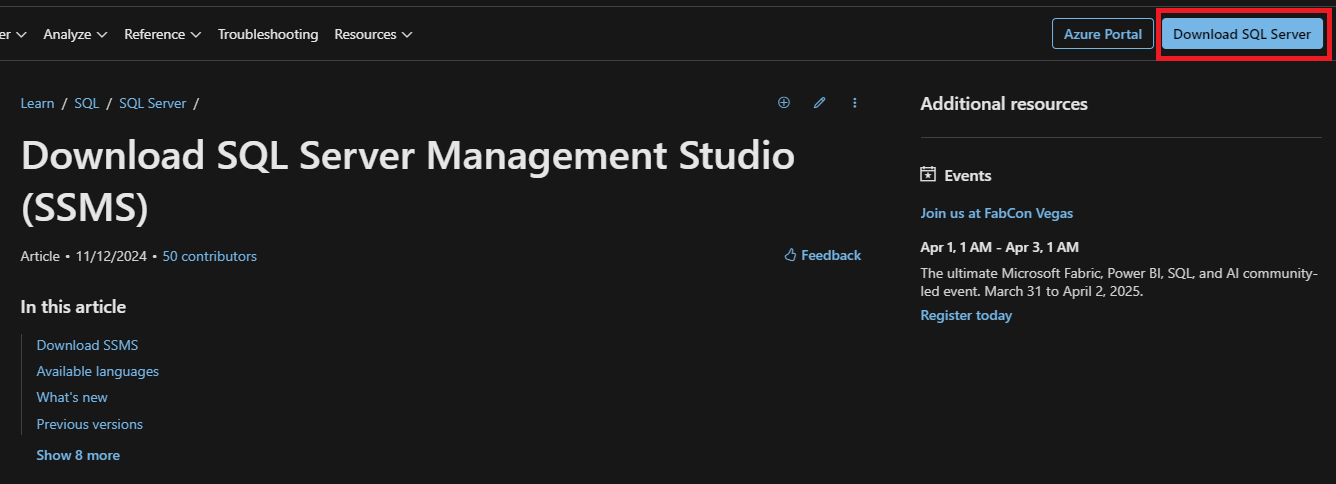 er Analyze Reference Troubleshooting Resources Azure Portal Download SQL Server
Learn / SQL / SQL Server /
Download SQL Server Management Studio
(SSMS)
Article • 11/12/2024 • 50 contributors
Feedback
In this article
Download SSMS
Available languages
What's new
Previous versions
Show 8 more
Additional resources
Events
Join us at FabCon Vegas
Apr 1, 1 AM - Apr 3, 1 AM
The ultimate Microsoft Fabric, Power BI, SQL, and AI community-
led event. March 31 to April 2, 2025.
Register today